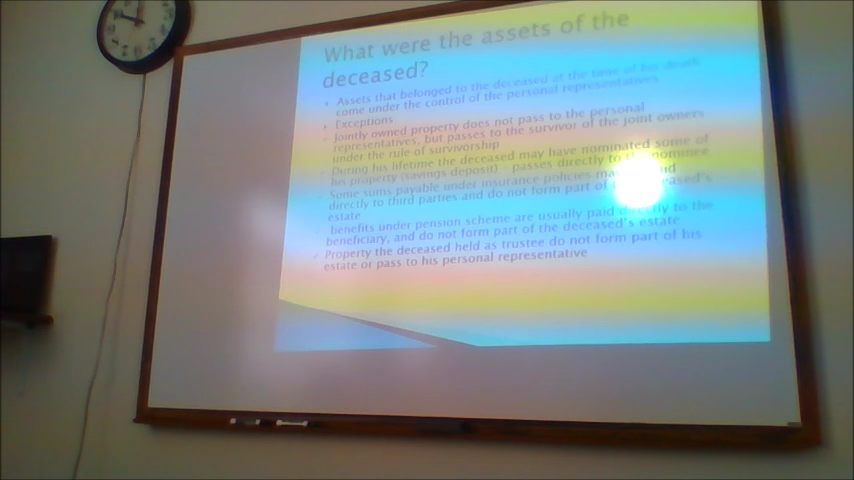 What were the assets of the
deceased?
Assets that belonged to the deceased at the time of his death
come under the control of the personal representatives
Exceptions
Jointly owned property does not pass to the personal
representatives, but passes to the survivor of the joint owners
under the rule of survivorship
During his lifetime the deceased may have nominated some of
his property (savings deposit) - passes directly to the nominee
Some sums payable under insurance policies may
directly to third parties and do not form part of deceased's
estate
benefits under pension scheme are usually paid directly to the
beneficiary, and do not form part of the deceased's estate
Property the deceased held as trustee do not form part of his
estate or pass to his personal representative